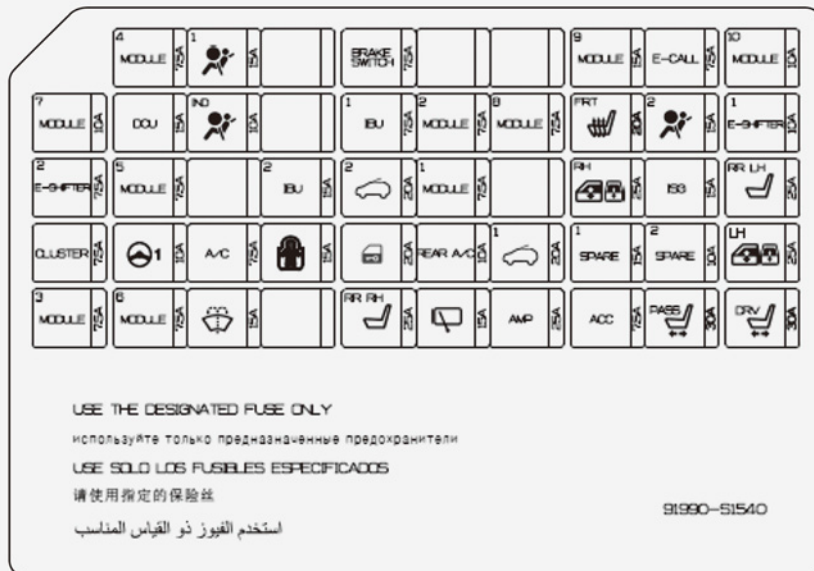 4 MODULE 7.5A 1 15A BRAKE SWITCH 7.5A 9 MODULE 15A E-CALL 7.5A 10 MODULE 10A
7 MODULE 10A DCU 15A IND 10A 1 IBU 7.5A 2 MODULE 7.5A 8 MODULE 7.5A FRT 20A 2 15A 1 E-SHIFTER 10A
2 E-SHIFTER 7.5A 5 MODULE 7.5A 2 IBU 15A 2 20A 1 MODULE 7.5A RH 25A ISG 15A RR LH 25A
CLUSTER 7.5A 1 10A A/C 7.5A 15A 20A REAR A/C 10A 1 20A 1 SPARE 15A 2 SPARE 10A LH 25A
3 MODULE 7.5A 6 MODULE 7.5A 15A RR RH 25A 15A AMP 25A ACC 7.5A PASS 30A DRV 30A
USE THE DESIGNATED FUSE ONLY
используйте только предназначенные предохранители
USE SOLO LOS FUSIBLES ESPECIFICADOS
请使用指定的保险丝
استخدم الفيوز ذو القياس المناسب
91990-S1540